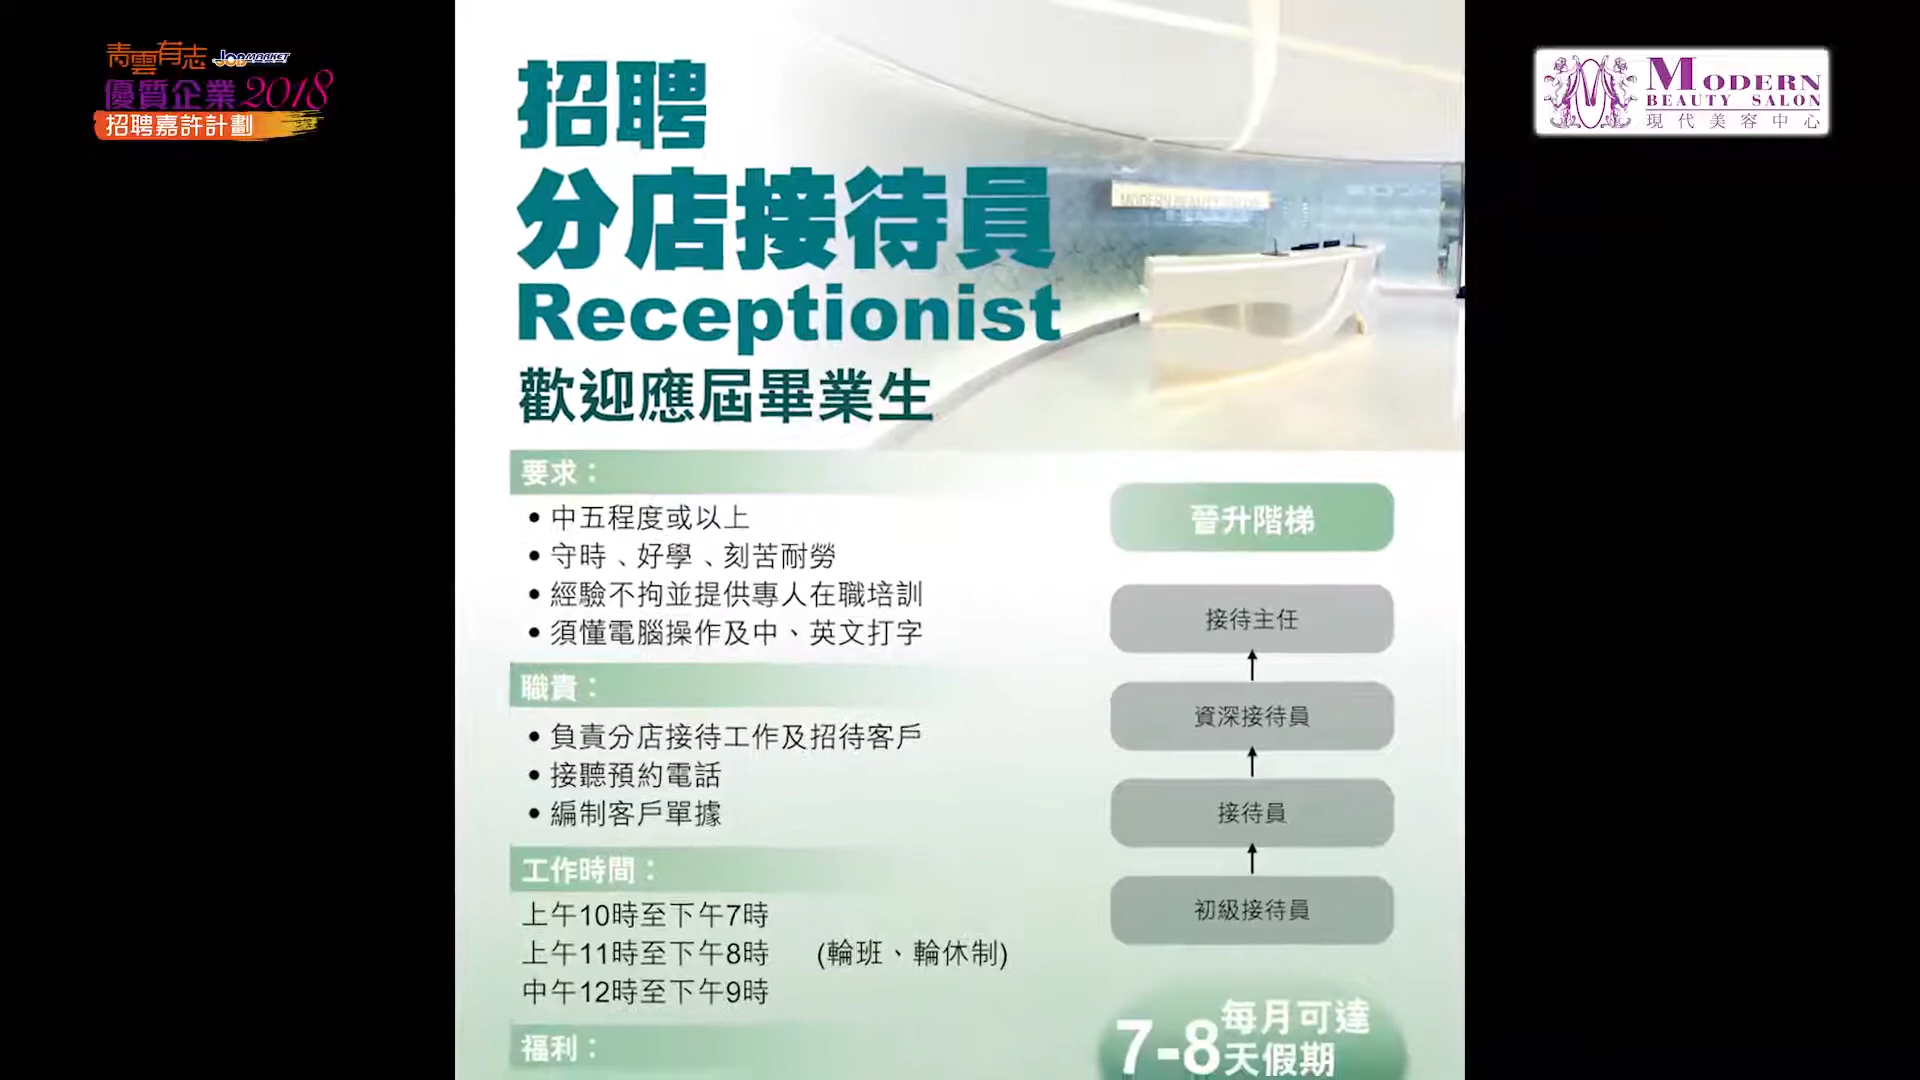 青雲有志 JobMARKET
優質企業2018
招聘嘉許計劃
MODERN
BEAUTY SALON
現代美容中心
招聘
分店接待員
Receptionist
歡迎應屆畢業生
MODERN BEAUTY SALON
要求：
• 中五程度或以上
• 守時、好學、刻苦耐勞
• 經驗不拘並提供專人在職培訓
• 須懂電腦操作及中、英文打字
職責：
• 負責分店接待工作及招待客戶
• 接聽預約電話
• 編制客戶單據
工作時間：
上午10時至下午7時
上午11時至下午8時 (輪班、輪休制)
中午12時至下午9時
福利：
晉升階梯
接待主任
資深接待員
接待員
初級接待員
每月可達
7-8天假期